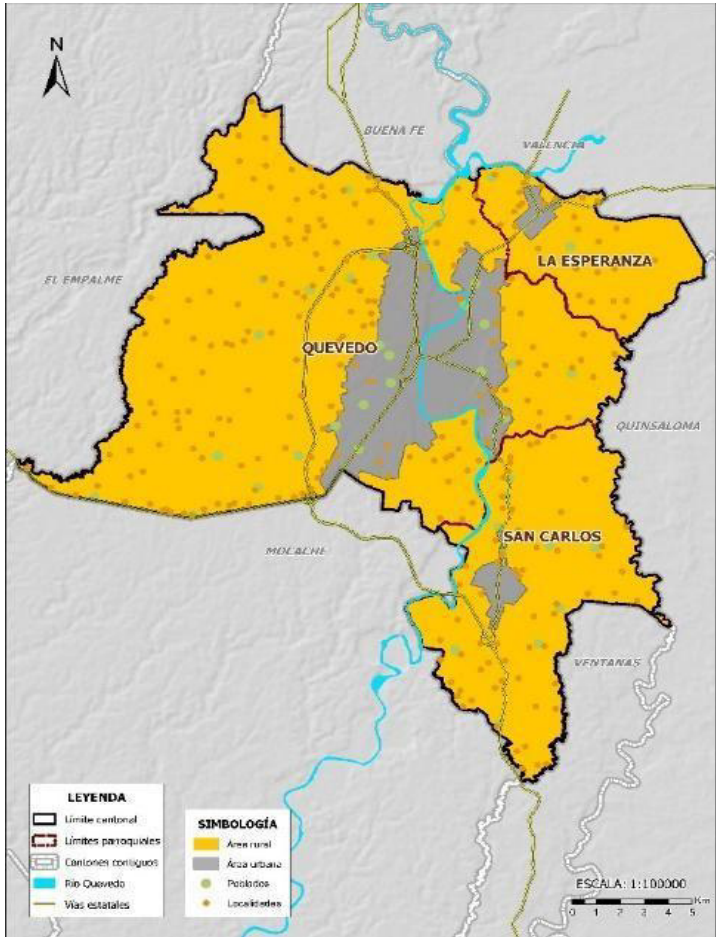 N
BUENA FE
VALENCIA
LA ESPERANZA
EL EMPALME
QUEVEDO
QUINSALOMA
SAN CARLOS
MOCACHE
VENTANAS
LEYENDA
Límite cantonal
Límites parroquiales
Cantones contiguos
Río Quevedo
Vías estatales
SIMBOLOGÍA
Área rural
Área urbana
Poblados
Localidades
ESCALA: 1:100000
0 1 2 3 4 5 Km